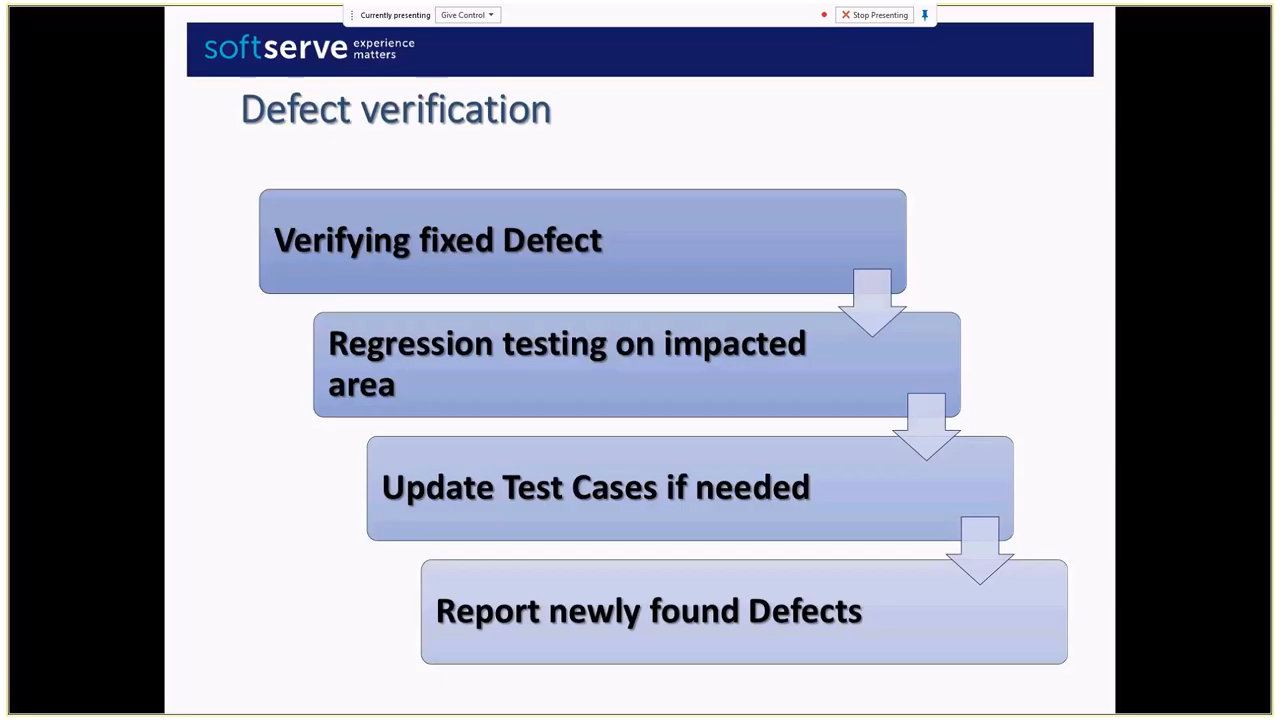 Currently presenting
Give Control
Stop Presenting
softserve experience
matters
Defect verification
Verifying fixed Defect
Regression testing on impacted
area
Update Test Cases if needed
Report newly found Defects